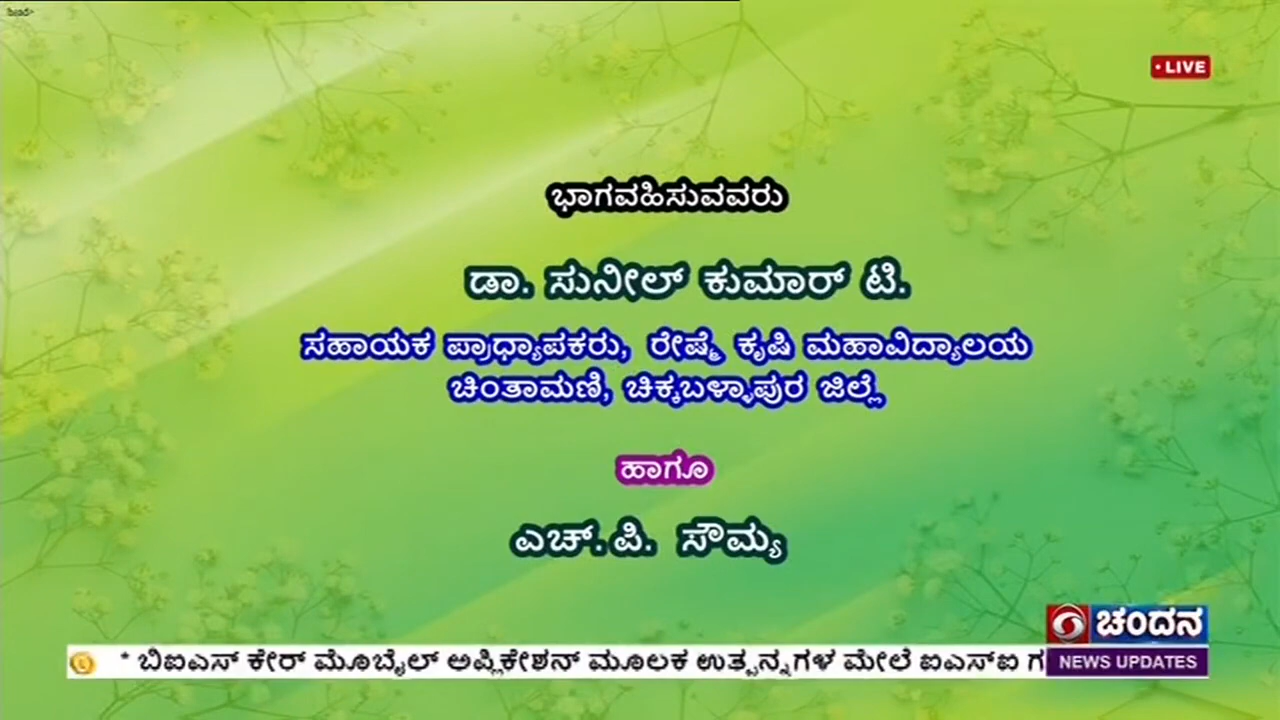 LIVE
ಭಾಗವಹಿಸುವವರು
ಡಾ. ಸುನೀಲ್ ಕುಮಾರ್ ಟಿ.
ಸಹಾಯಕ ಪ್ರಾಧ್ಯಾಪಕರು, ರೇಷ್ಮೆ ಕೃಷಿ ಮಹಾವಿದ್ಯಾಲಯ
ಚಿಂತಾಮಣಿ, ಚಿಕ್ಕಬಳ್ಳಾಪುರ ಜಿಲ್ಲೆ
ಹಾಗೂ
ಎಚ್.ಪಿ. ಸೌಮ್ಯ
ಚಂದನ
* ಬಿಐಎಸ್ ಕೇರ್ ಮೊಬೈಲ್ ಅಪ್ಲಿಕೇಶನ್ ಮೂಲಕ ಉತ್ಪನ್ನಗಳ ಮೇಲೆ ಐಎಸ್ಐ ಗ
NEWS UPDATES